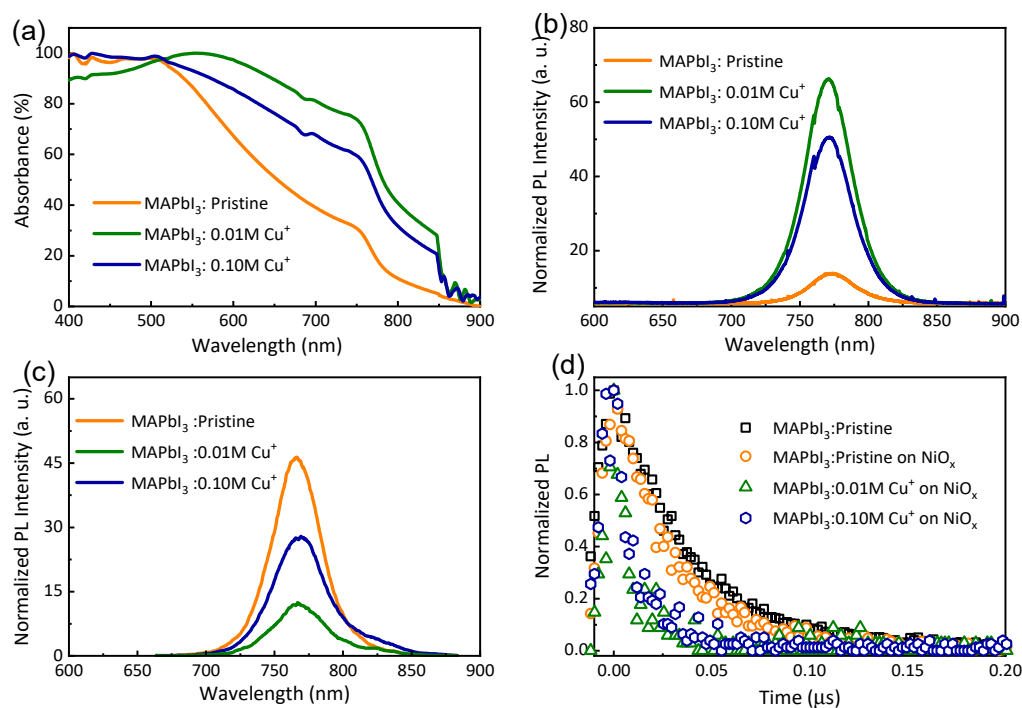 (a)
100
80
60
40
20
0
Absorbance (%)
MAPbI₃: Pristine
MAPbI₃: 0.01M Cu⁺
MAPbI₃: 0.10M Cu⁺
400 500 600 700 800 900
Wavelength (nm)
(b)
80
60
40
20
Normalized PL Intensity (a. u.)
MAPbI₃: Pristine
MAPbI₃: 0.01M Cu⁺
MAPbI₃: 0.10M Cu⁺
600 650 700 750 800 850 900
Wavelength (nm)
(c)
60
45
30
15
0
Normalized PL Intensity (a. u.)
MAPbI₃ :Pristine
MAPbI₃ :0.01M Cu⁺
MAPbI₃ :0.10M Cu⁺
600 650 700 750 800 850 900
Wavelength (nm)
(d)
1.0
0.8
0.6
0.4
0.2
0.0
Normalized PL
MAPbI₃:Pristine
MAPbI₃:Pristine on NiOₓ
MAPbI₃:0.01M Cu⁺ on NiOₓ
MAPbI₃:0.10M Cu⁺ on NiOₓ
0.00 0.05 0.10 0.15 0.20
Time (μs)